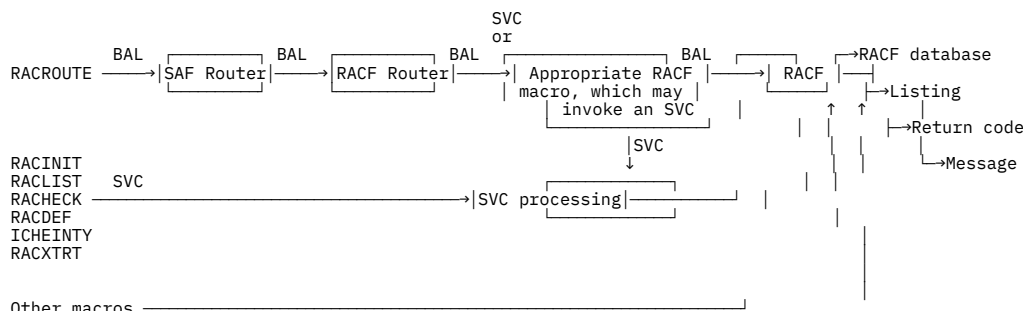 SVC
or
BAL BAL BAL BAL RACF database
RACROUTE SAF Router RACF Router Appropriate RACF RACF
macro, which may Listing
invoke an SVC
Return code
SVC
RACINIT Message
RACLIST SVC
RACHECK SVC processing
RACDEF
ICHEINTY
RACXTRT
Other macros